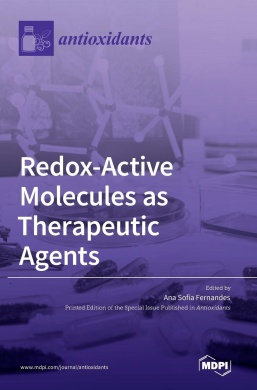 antioxidants
Redox-Active
Molecules as
Therapeutic
Agents
Edited by
Ana Sofia Fernandes
Printed Edition of the Special Issue Published in Antioxidants
www.mdpi.com/journal/antioxidants
MDPI